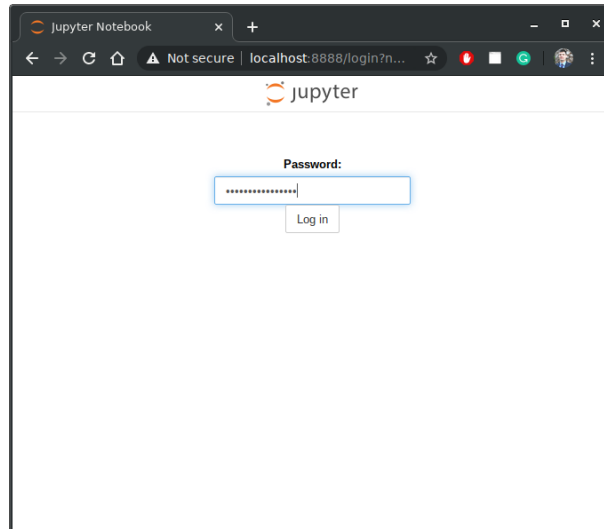 Jupyter Notebook
Not secure | localhost:8888/login?n...
jupyter
Password:
••••••••••••••••
Log in